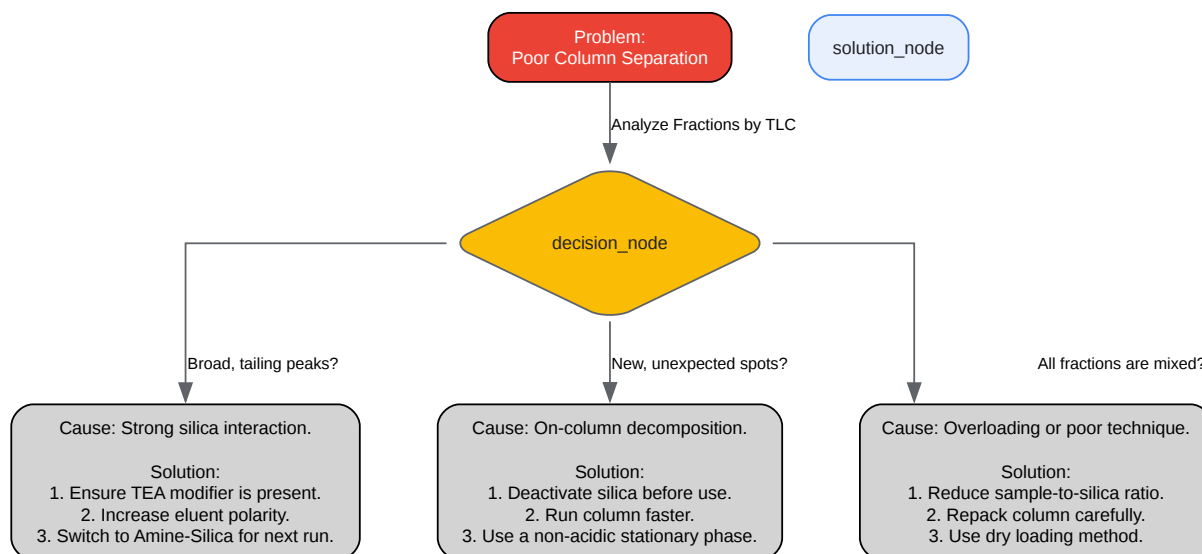 Problem:
Poor Column Separation
solution_node
Analyze Fractions by TLC
decision_node
Broad, tailing peaks?
New, unexpected spots?
All fractions are mixed?
Cause: Strong silica interaction.
Solution:
1. Ensure TEA modifier is present.
2. Increase eluent polarity.
3. Switch to Amine-Silica for next run.
Cause: On-column decomposition.
Solution:
1. Deactivate silica before use.
2. Run column faster.
3. Use a non-acidic stationary phase.
Cause: Overloading or poor technique.
Solution:
1. Reduce sample-to-silica ratio.
2. Repack column carefully.
3. Use dry loading method.